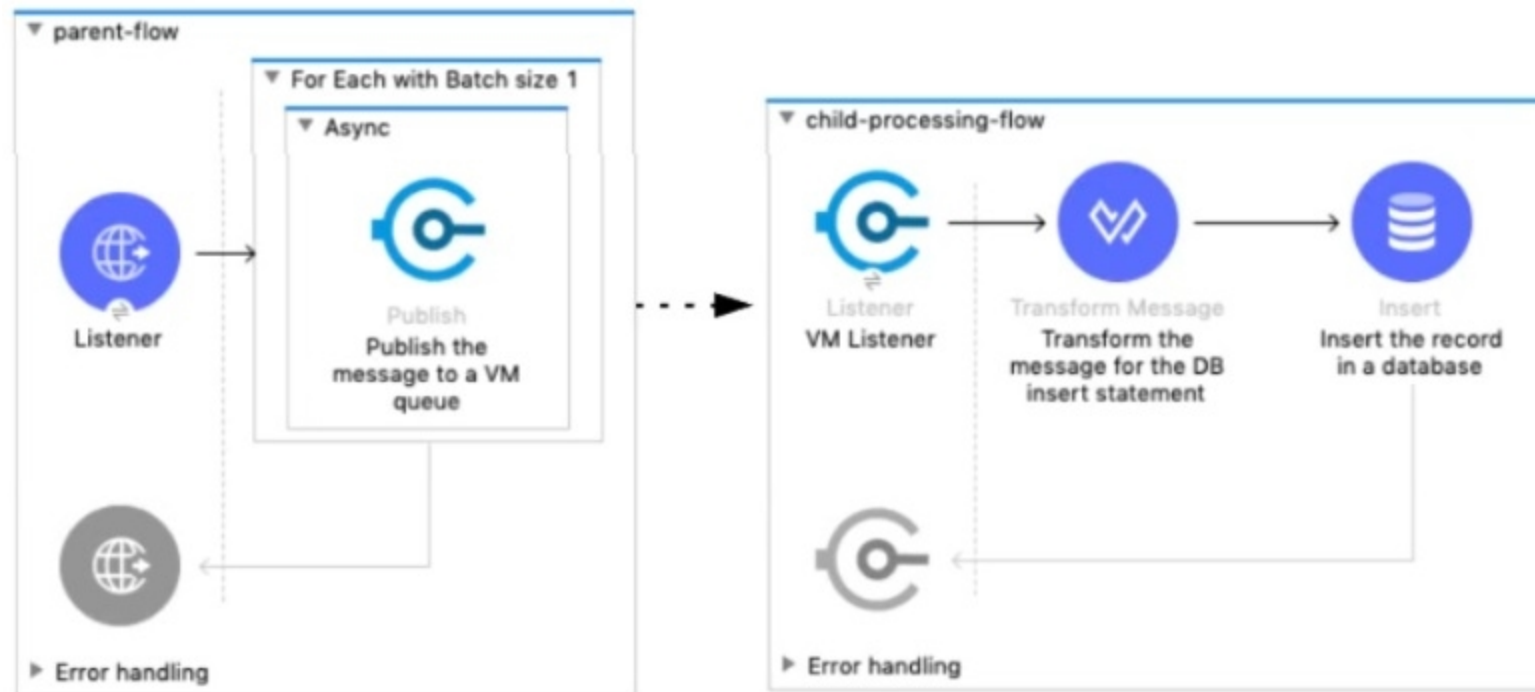 parent-flow
For Each with Batch size 1
Async
Listener
Publish
Publish the
message to a VM
queue
Error handling
child-processing-flow
Listener
VM Listener
Transform Message
Transform the
message for the DB
insert statement
Insert
Insert the record
in a database
Error handling